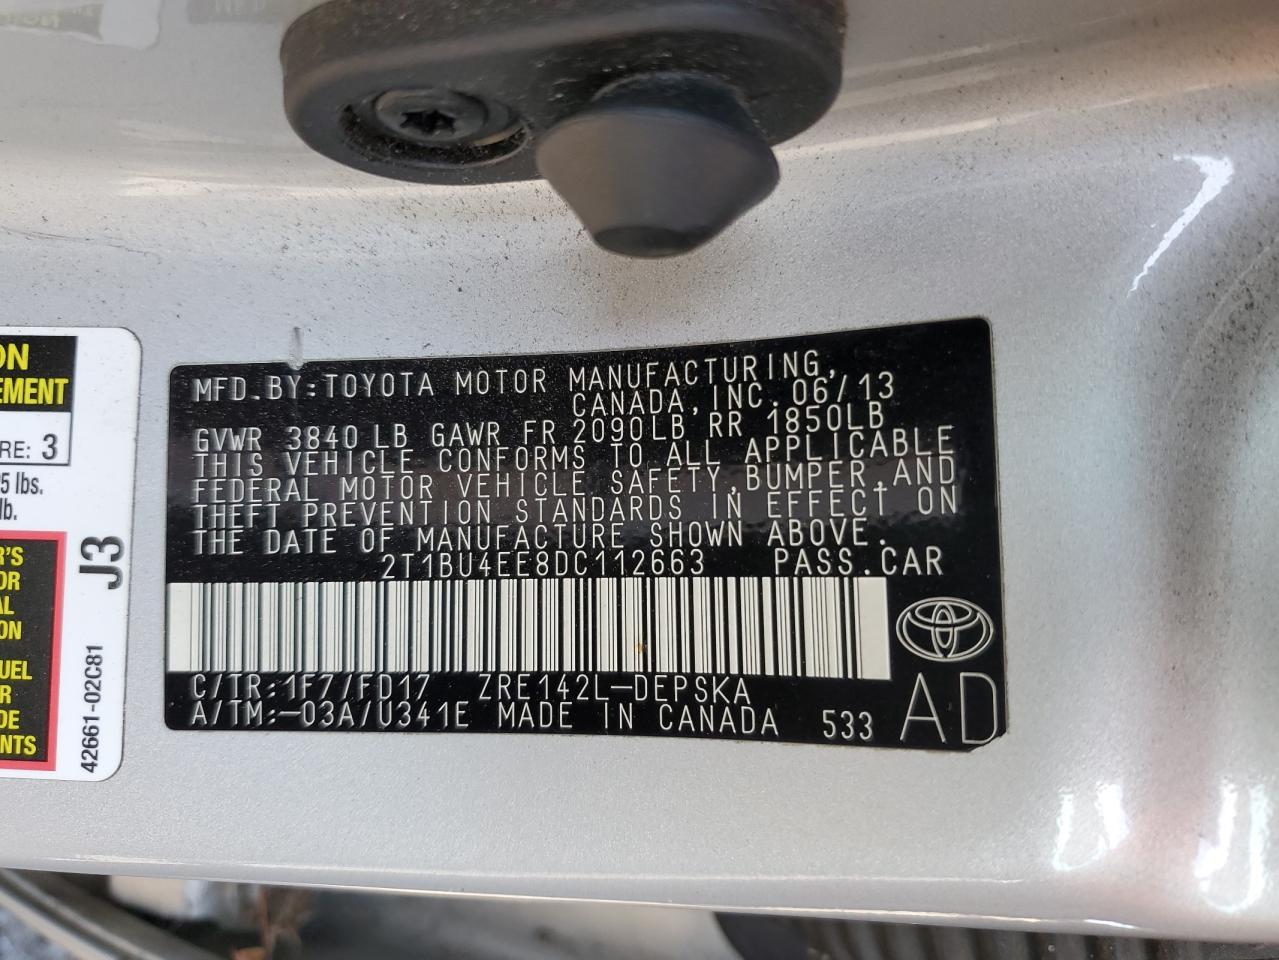 MFD.BY:TOYOTA MOTOR MANUFACTURING,
CANADA,INC.06/13
GVWR 3840LB GAWR FR 2090LB RR 1850LB
THIS VEHICLE CONFORMS TO ALL APPLICABLE
FEDERAL MOTOR VEHICLE SAFETY,BUMPER,AND
THEFT PREVENTION STANDARDS IN EFFECT ON
THE DATE OF MANUFACTURE SHOWN ABOVE.
2T1BU4EE8DC112663 PASS.CAR
C/TR:1F7/FD17 ZRE142L-DEPSKA
A/TM:-03A/U341E MADE IN CANADA 533 AD
ON
EMENT
RE: 3
5 lbs.
lb.
R'S
OR
AL
ON
UEL
R
DE
NTS
J3
42661-02C81